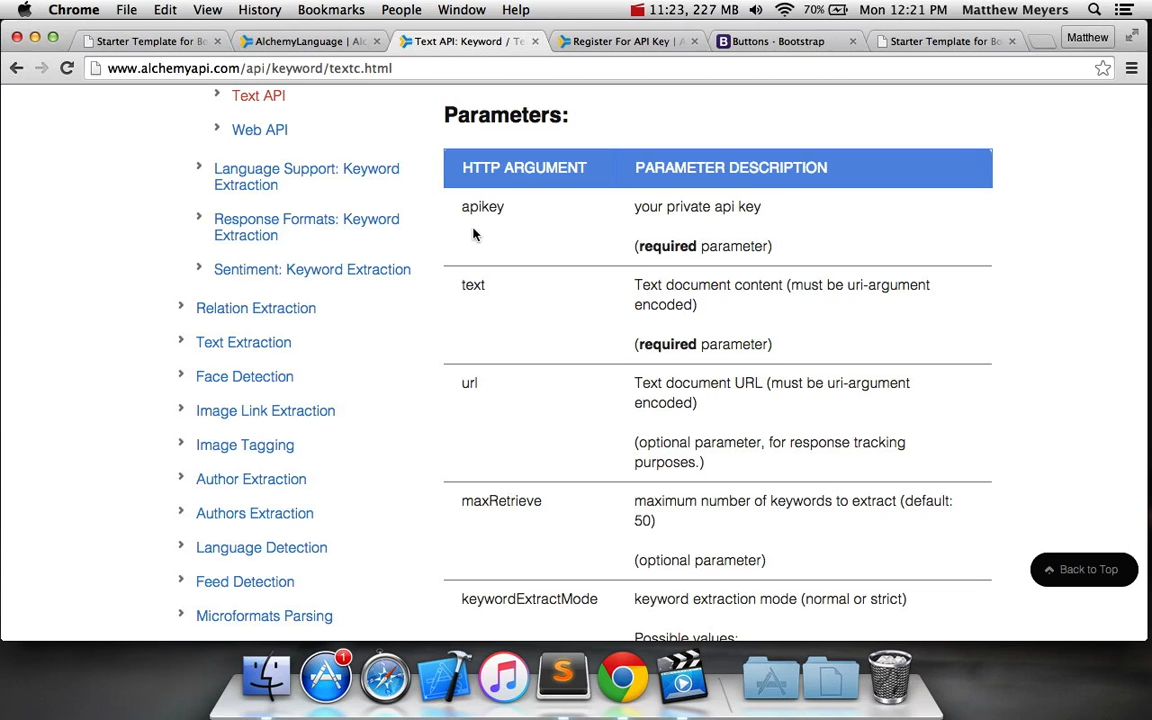 Chrome File Edit View History Bookmarks People Window Help 11:23, 227 MB 70% Mon 12:21 PM Matthew Meyers
Starter Template for Bo AlchemyLanguage | Alc Text API: Keyword / Te Register For API Key | A Buttons · Bootstrap Starter Template for Bo Matthew
www.alchemyapi.com/api/keyword/textc.html
Text API
Web API
Language Support: Keyword
Extraction
Response Formats: Keyword
Extraction
Sentiment: Keyword Extraction
Relation Extraction
Text Extraction
Face Detection
Image Link Extraction
Image Tagging
Author Extraction
Authors Extraction
Language Detection
Feed Detection
Microformats Parsing
Parameters:
HTTP ARGUMENT PARAMETER DESCRIPTION
apikey your private api key
(required parameter)
text Text document content (must be uri-argument
encoded)
(required parameter)
url Text document URL (must be uri-argument
encoded)
(optional parameter, for response tracking
purposes.)
maxRetrieve maximum number of keywords to extract (default:
50)
(optional parameter)
keywordExtractMode keyword extraction mode (normal or strict)
Possible values:
Back to Top
1
S